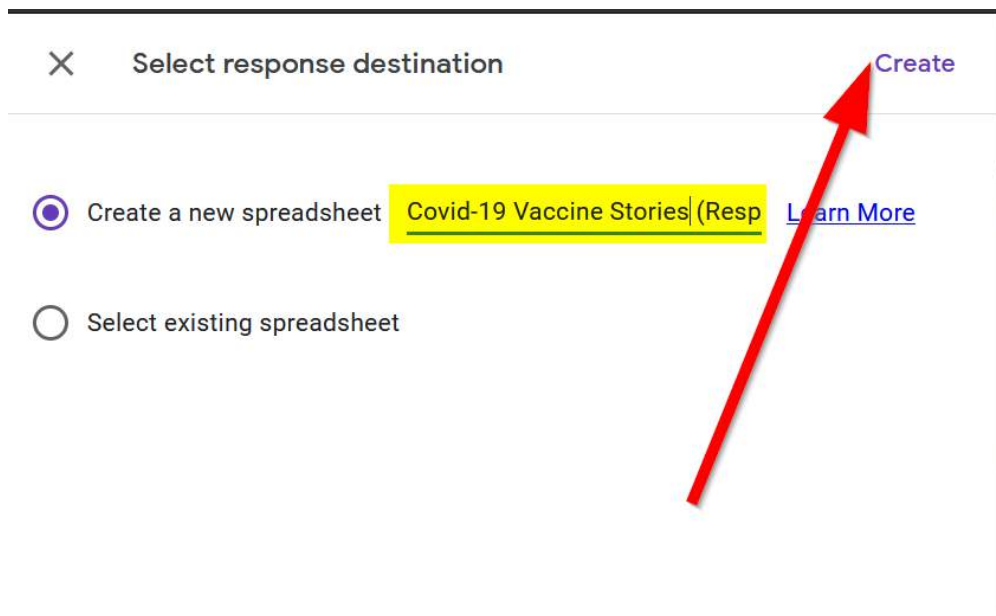 Select response destination Create
Create a new spreadsheet Covid-19 Vaccine Stories (Resp Learn More
Select existing spreadsheet